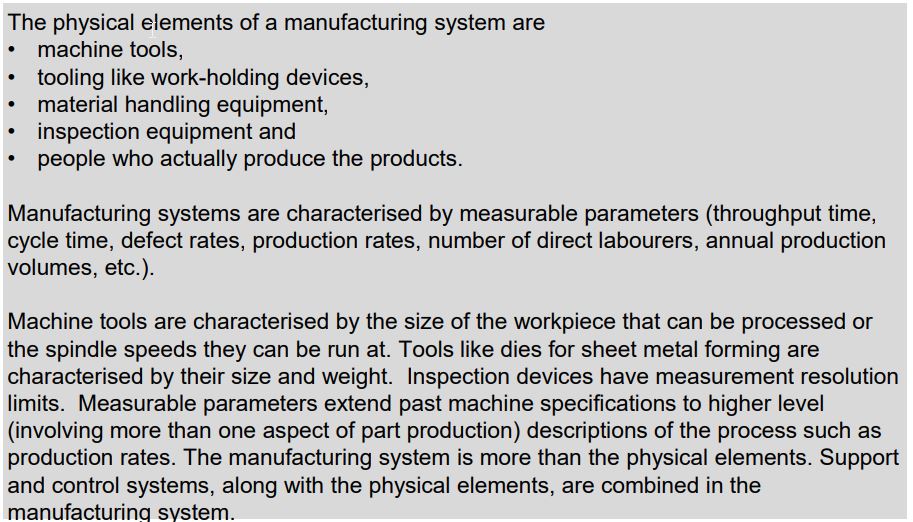 The physical elements of a manufacturing system are
• machine tools,
• tooling like work-holding devices,
• material handling equipment,
• inspection equipment and
• people who actually produce the products.
Manufacturing systems are characterised by measurable parameters (throughput time,
cycle time, defect rates, production rates, number of direct labourers, annual production
volumes, etc.).
Machine tools are characterised by the size of the workpiece that can be processed or
the spindle speeds they can be run at. Tools like dies for sheet metal forming are
characterised by their size and weight.  Inspection devices have measurement resolution
limits.  Measurable parameters extend past machine specifications to higher level
(involving more than one aspect of part production) descriptions of the process such as
production rates. The manufacturing system is more than the physical elements. Support
and control systems, along with the physical elements, are combined in the
manufacturing system.